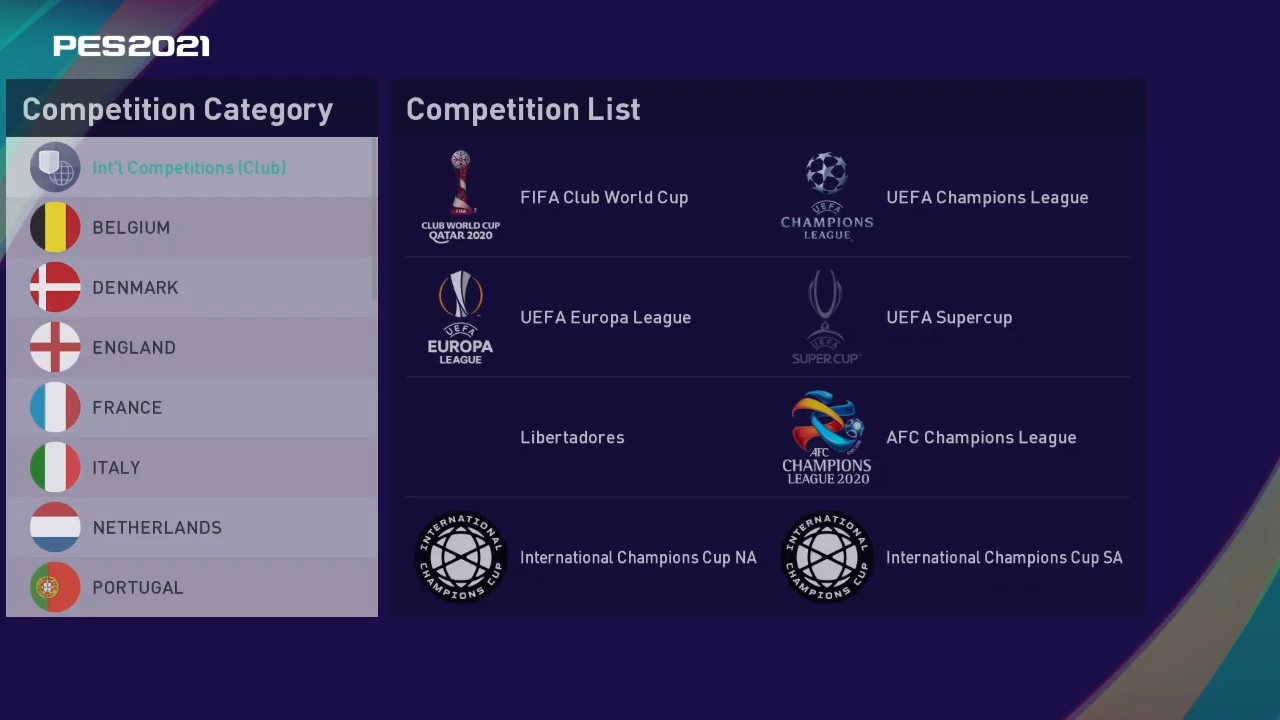 PES2021
Competition Category
Int'l Competitions (Club)
BELGIUM
DENMARK
ENGLAND
FRANCE
ITALY
NETHERLANDS
PORTUGAL
Competition List
FIFA
CLUB WORLD CUP
QATAR 2020
FIFA Club World Cup
UEFA
CHAMPIONS
LEAGUE
UEFA Champions League
UEFA
EUROPA
LEAGUE
UEFA Europa League
UEFA
SUPER CUP
UEFA Supercup
Libertadores
AFC
CHAMPIONS
LEAGUE 2020
AFC Champions League
INTERNATIONAL
CHAMPIONS CUP
International Champions Cup NA
INTERNATIONAL
CHAMPIONS CUP
International Champions Cup SA